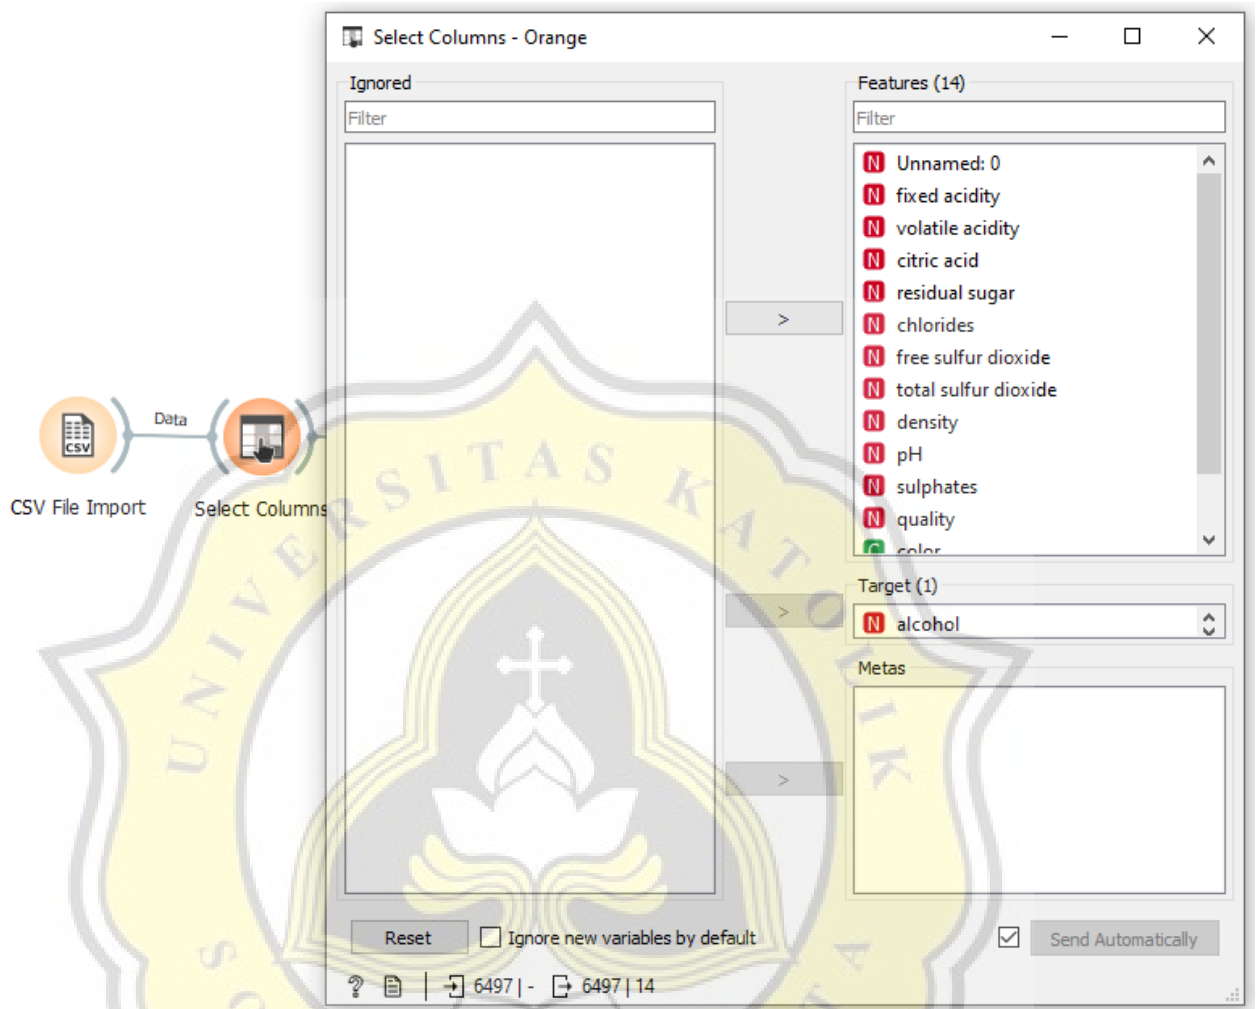 Select Columns - Orange
Ignored
Filter
Features (14)
Filter
N Unnamed: 0
N fixed acidity
N volatile acidity
N citric acid
N residual sugar
N chlorides
N free sulfur dioxide
N total sulfur dioxide
N density
N pH
N sulphates
N quality
C color
>
>
>
Target (1)
N alcohol
Metas
Reset
Ignore new variables by default
Send Automatically
? 6497 | - 6497 | 14
CSV
Data
CSV File Import
Select Columns
UNIVERSITAS KATOLIK